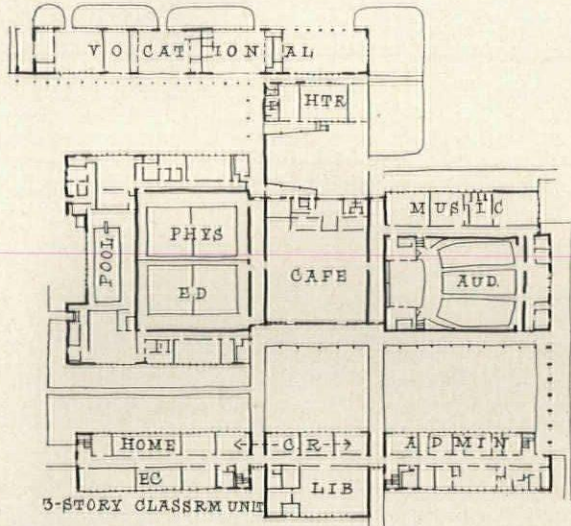 VOCATIONAL
HTR
MUSIC
PHYS
POOL
CAFE
AUD.
ED
HOME
←--CR-→
ADMIN
EC
LIB
3-STORY CLASSRM UNIT